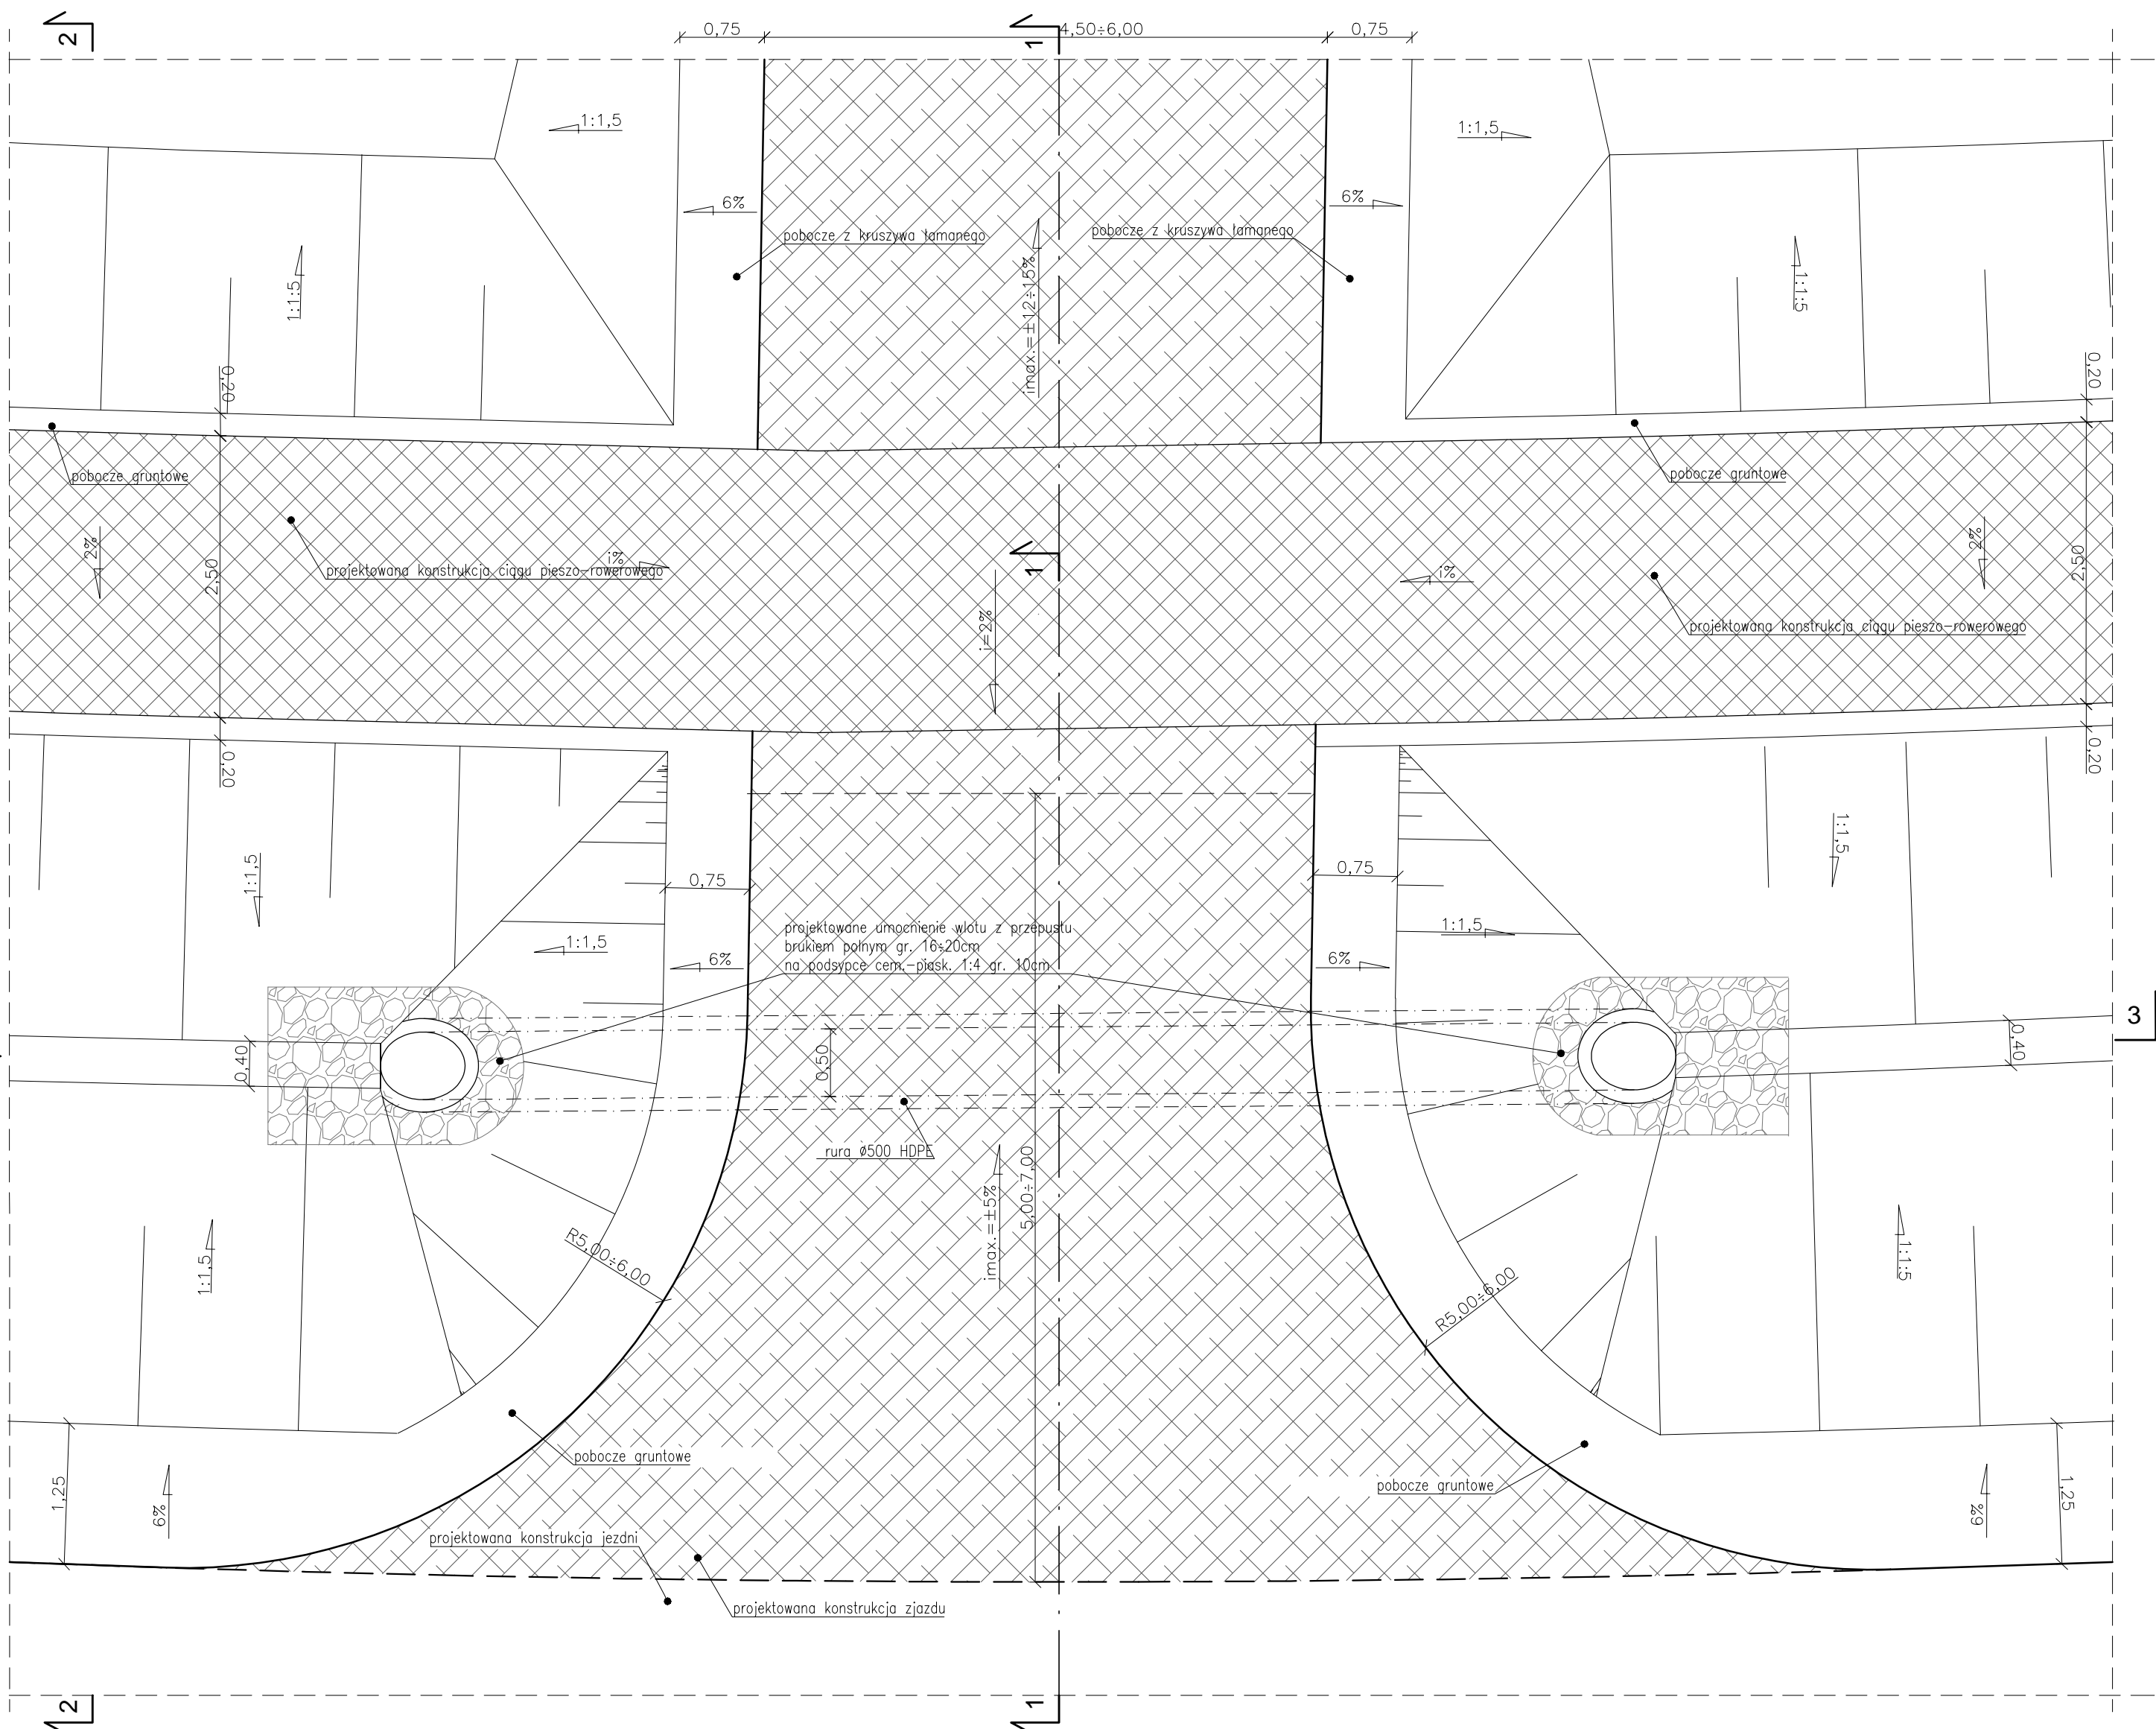 2
0,75
1
4,50÷6,00
0,75
1:1,5
1:1,5
6%
6%
pobocze z kruszywa łamanego
pobocze z kruszywa łamanego
1:1:5
imax.=±12÷15%
1:1:5
0,20
0,20
pobocze gruntowe
pobocze gruntowe
2%
2,50
projektowana konstrukcja ciągu pieszo-rowerowego
i%
1
i%
2%
2,50
i=2%
projektowana konstrukcja ciągu pieszo-rowerowego
0,20
0,20
1:1,5
0,75
0,75
1:1,5
projektowane umocnienie wlotu z przepustu
brukiem polnym gr. 16÷20cm
na podsypce cem.-piask. 1:4 gr. 10cm
1:1,5
6%
1:1,5
6%
3
0,40
0,50
0,40
rura Ø500 HDPE
1:1,5
R5,00÷6,00
imax.=±5%
5,00÷7,00
R5,00÷6,00
1:1:5
pobocze gruntowe
pobocze gruntowe
1,25
6%
6%
1,25
projektowana konstrukcja jezdni
projektowana konstrukcja zjazdu
2
1